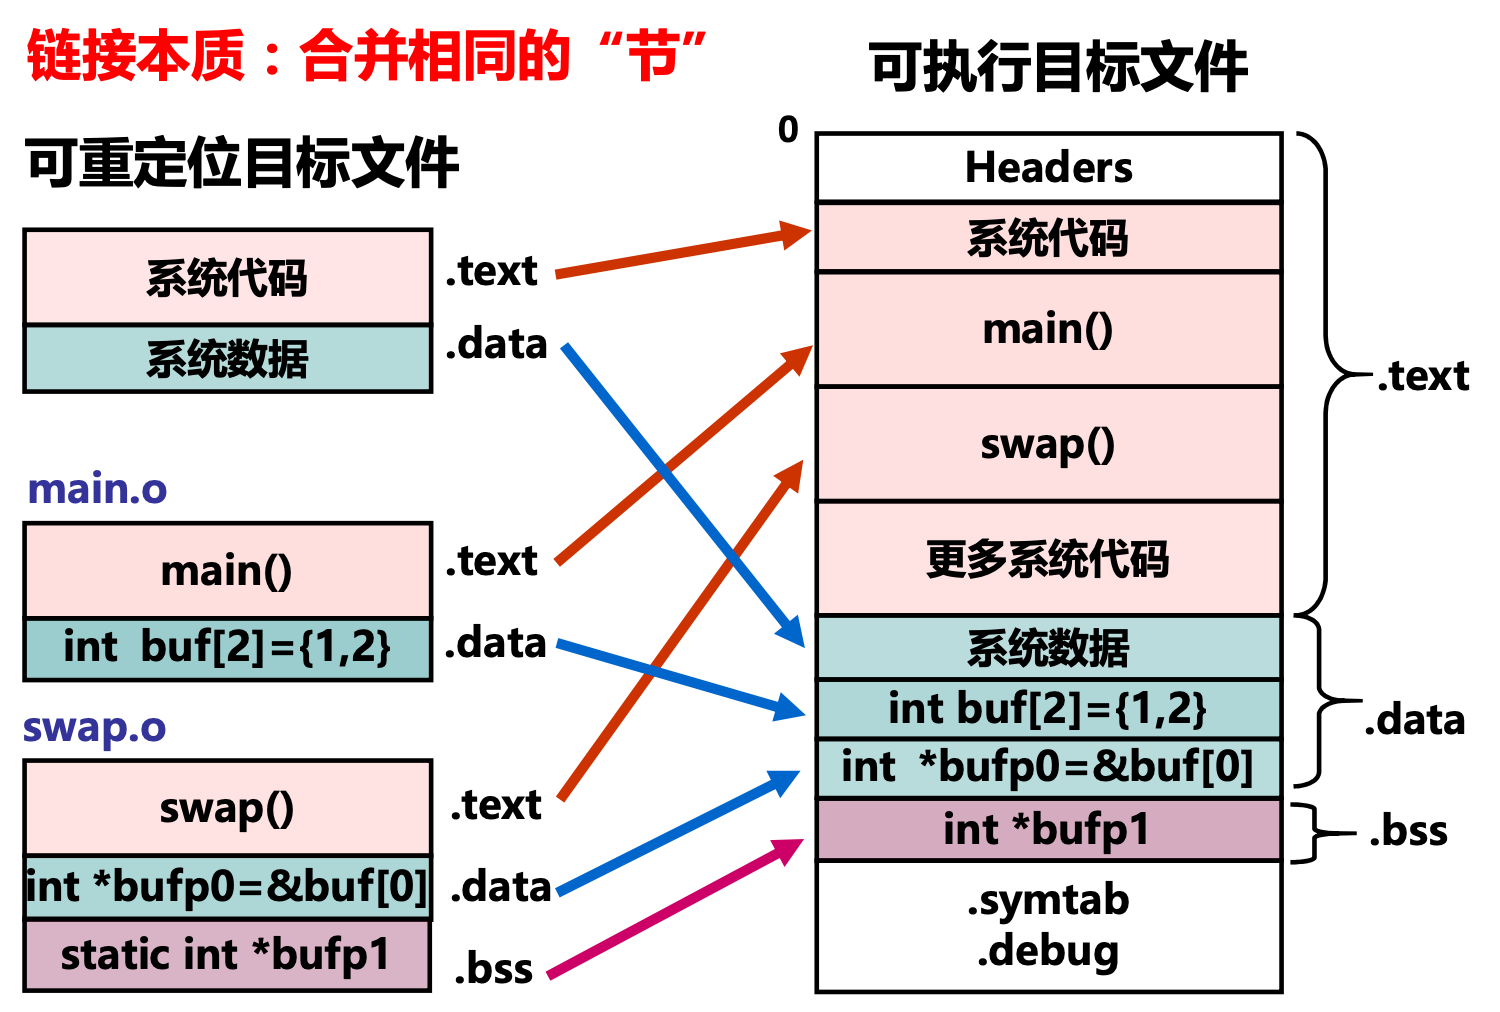 链接本质：合并相同的“节”
可执行目标文件
可重定位目标文件
系统代码
.text
系统数据
.data
main.o
main()
.text
int buf[2]={1,2}
.data
swap.o
swap()
.text
int *bufp0=&buf[0]
.data
static int *bufp1
.bss
0
Headers
系统代码
main()
swap()
更多系统代码
.text
系统数据
int buf[2]={1,2}
int *bufp0=&buf[0]
.data
int *bufp1
.bss
.symtab
.debug